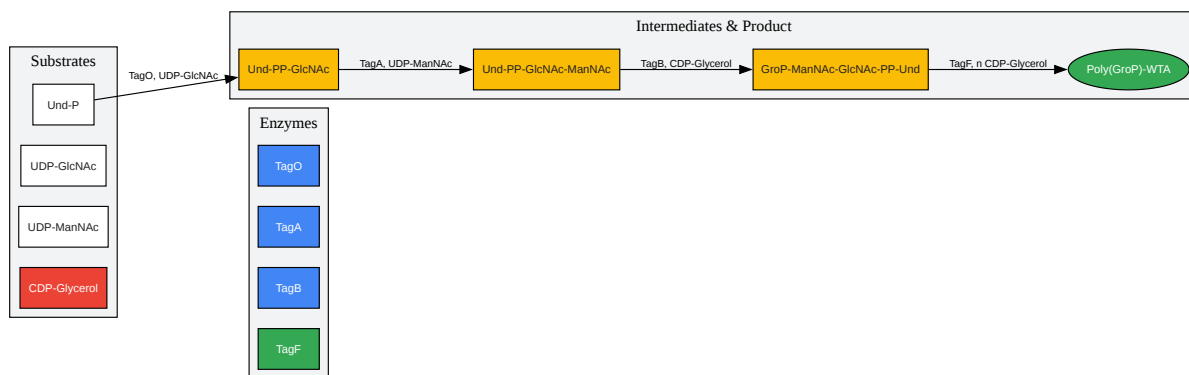 Substrates
Und-P
UDP-GlcNAc
UDP-ManNAc
CDP-Glycerol
TagO, UDP-GlcNAc
Intermediates & Product
Und-PP-GlcNAc
TagA, UDP-ManNAc
Und-PP-GlcNAc-ManNAc
TagB, CDP-Glycerol
GroP-ManNAc-GlcNAc-PP-Und
TagF, n CDP-Glycerol
Poly(GroP)-WTA
Enzymes
TagO
TagA
TagB
TagF